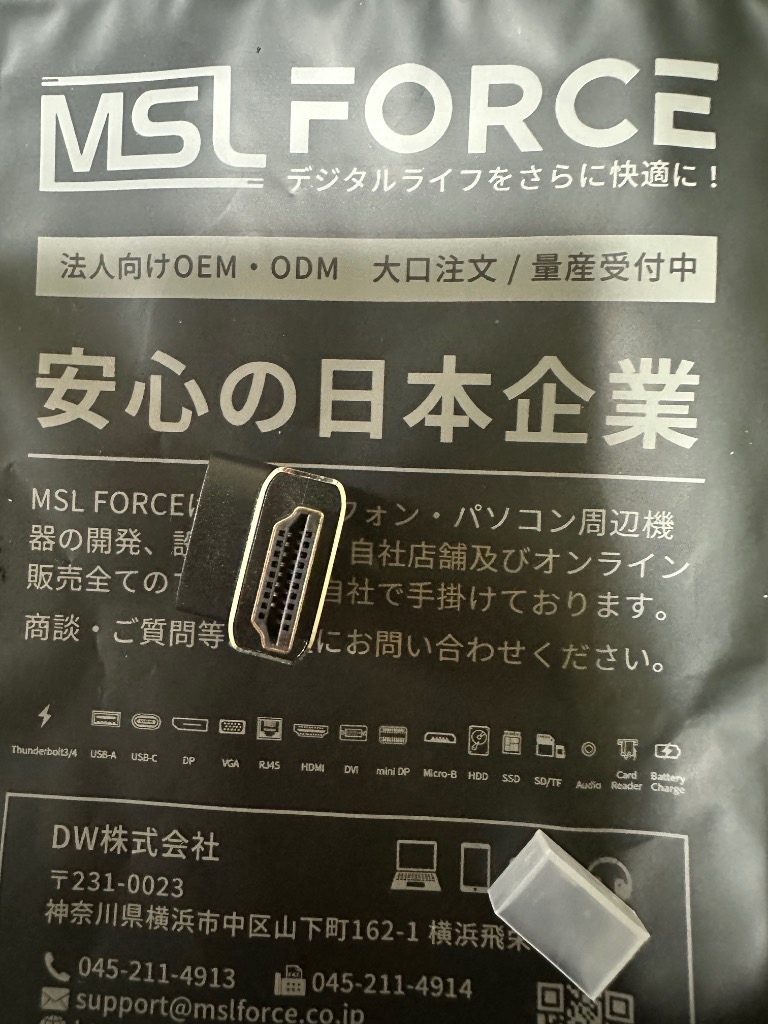 MSL FORCE
デジタルライフをさらに快適に！
法人向けOEM・ODM 大口注文 / 量産受付中
安心の日本企業
MSL FORCE フォン・パソコン周辺機
器の開発、 自社店舗及びオンライン
販売全ての 自社で手掛けております。
商談・ご質問等 にお問い合わせください。
Thunderbolt3/4 USB-A USB-C DP VGA RJ45 HDMI DVI mini DP Micro-B HDD SSD SD/TF Audio Card Reader Battery Charge
DW株式会社
〒231-0023
神奈川県横浜市中区山下町162-1 横浜飛栄
045-211-4913 045-211-4914
support@mslforce.co.jp